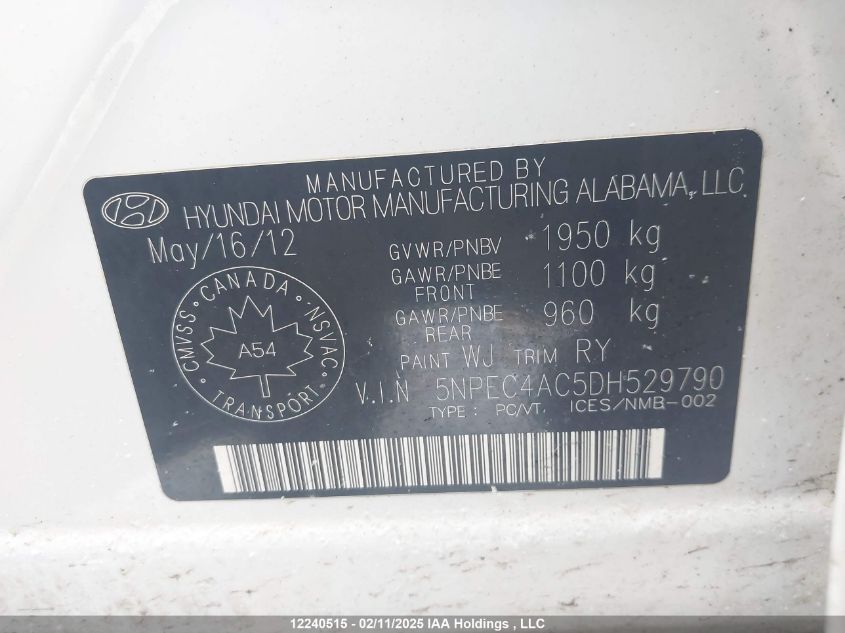 MANUFACTURED BY
HYUNDAI MOTOR MANUFACTURING ALABAMA, LLC
May/16/12
GVWR/PNBV 1950 kg
GAWR/PNBE 1100 kg
FRONT
GAWR/PNBE 960 kg
REAR
PAINT WJ TRIM RY
V.I.N 5NPEC4AC5DH529790
TYPE : PC/VT. ICES/NMB-002
CANADA
CMVSS · NSVAC
A54
TRANSPORT
12240515 - 02/11/2025 IAA Holdings , LLC